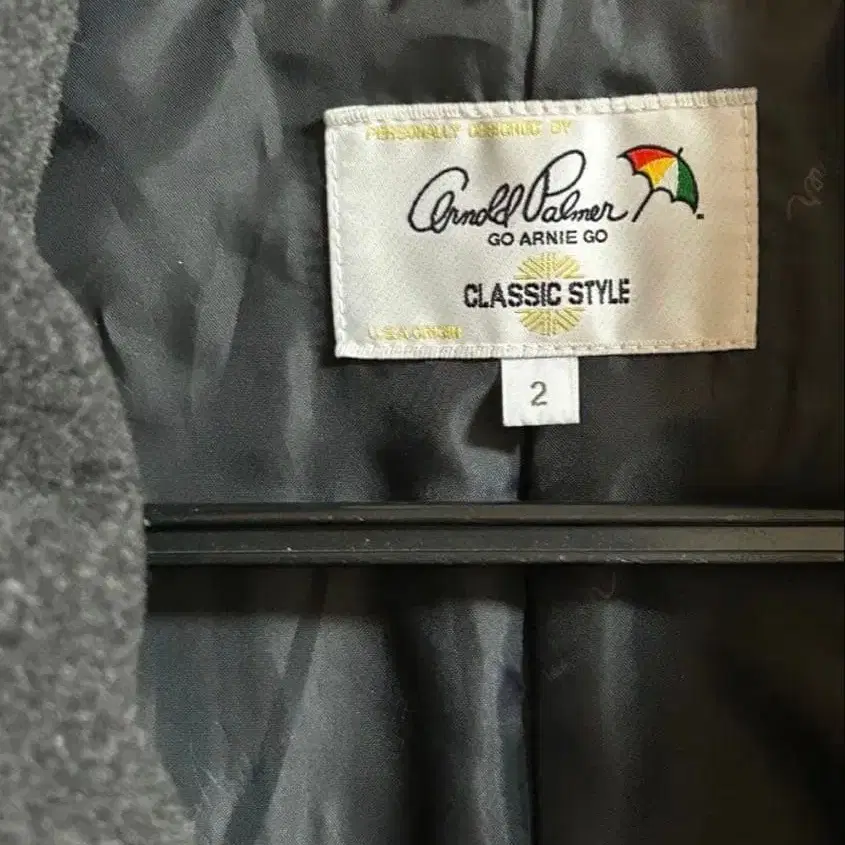 PERSONALLY DESIGNED BY
Arnold Palmer
GO ARNIE GO
CLASSIC STYLE
2